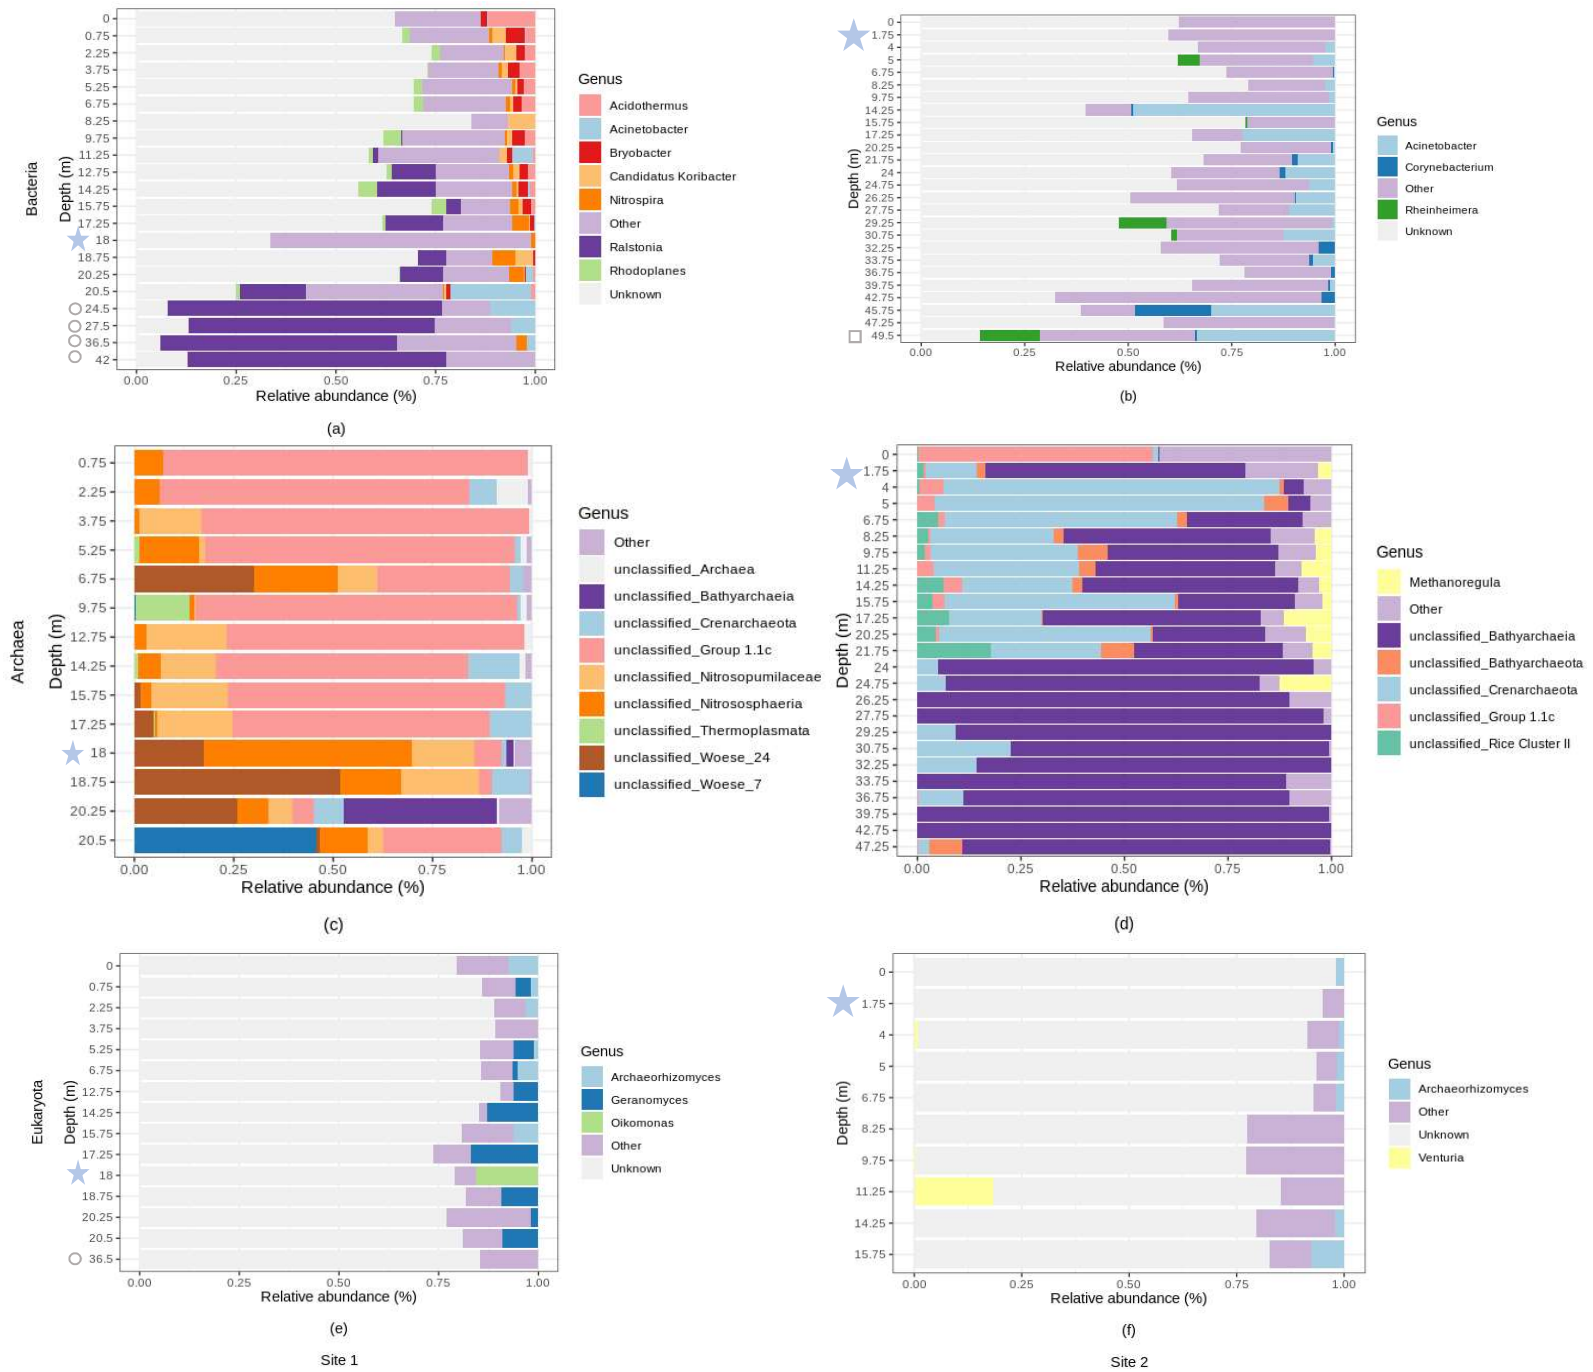 Bacteria
Depth (m)
0
0.75
2.25
3.75
5.25
6.75
8.25
9.75
11.25
12.75
14.25
15.75
17.25
18
18.75
20.25
20.5
24.5
27.5
36.5
42
0.00 0.25 0.50 0.75 1.00
Relative abundance (%)
(a)
Genus
Acidothermus
Acinetobacter
Bryobacter
Candidatus Koribacter
Nitrospira
Other
Ralstonia
Rhodoplanes
Unknown
Depth (m)
0
1.75
4
5
6.75
8.25
9.75
14.25
15.75
17.25
20.25
21.75
24
24.75
26.25
27.75
29.25
30.75
32.25
33.75
36.75
39.75
42.75
45.75
47.25
49.5
0.00 0.25 0.50 0.75 1.00
Relative abundance (%)
(b)
Genus
Acinetobacter
Corynebacterium
Other
Rheinheimera
Unknown
Archaea
Depth (m)
0.75
2.25
3.75
5.25
6.75
9.75
12.75
14.25
15.75
17.25
18
18.75
20.25
20.5
0.00 0.25 0.50 0.75 1.00
Relative abundance (%)
(c)
Genus
Other
unclassified_Archaea
unclassified_Bathyarchaeia
unclassified_Crenarchaeota
unclassified_Group 1.1c
unclassified_Nitrosopumilaceae
unclassified_Nitrososphaeria
unclassified_Thermoplasmata
unclassified_Woese_24
unclassified_Woese_7
Depth (m)
0
1.75
4
5
6.75
8.25
9.75
11.25
14.25
15.75
17.25
20.25
21.75
24
24.75
26.25
27.75
29.25
30.75
32.25
33.75
36.75
39.75
42.75
47.25
0.00 0.25 0.50 0.75 1.00
Relative abundance (%)
(d)
Genus
Methanoregula
Other
unclassified_Bathyarchaeia
unclassified_Bathyarchaeota
unclassified_Crenarchaeota
unclassified_Group 1.1c
unclassified_Rice Cluster II
Eukaryota
Depth (m)
0
0.75
2.25
3.75
5.25
6.75
12.75
14.25
15.75
17.25
18
18.75
20.25
20.5
36.5
0.00 0.25 0.50 0.75 1.00
Relative abundance (%)
(e)
Site 1
Genus
Archaeorhizomyces
Geranomyces
Oikomonas
Other
Unknown
Depth (m)
0
1.75
4
5
6.75
8.25
9.75
11.25
14.25
15.75
0.00 0.25 0.50 0.75 1.00
Relative abundance (%)
(f)
Site 2
Genus
Archaeorhizomyces
Other
Unknown
Venturia